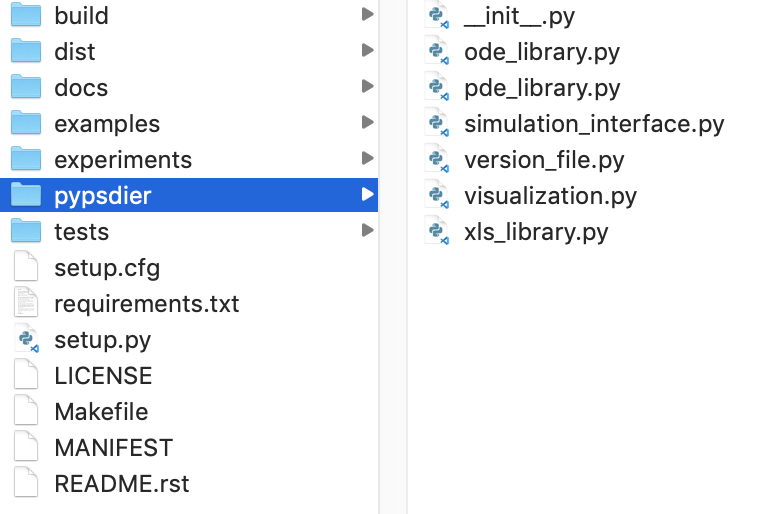 build
dist
docs
examples
experiments
pypsdier
tests
setup.cfg
requirements.txt
setup.py
LICENSE
Makefile
MANIFEST
README.rst
__init__.py
ode_library.py
pde_library.py
simulation_interface.py
version_file.py
visualization.py
xls_library.py